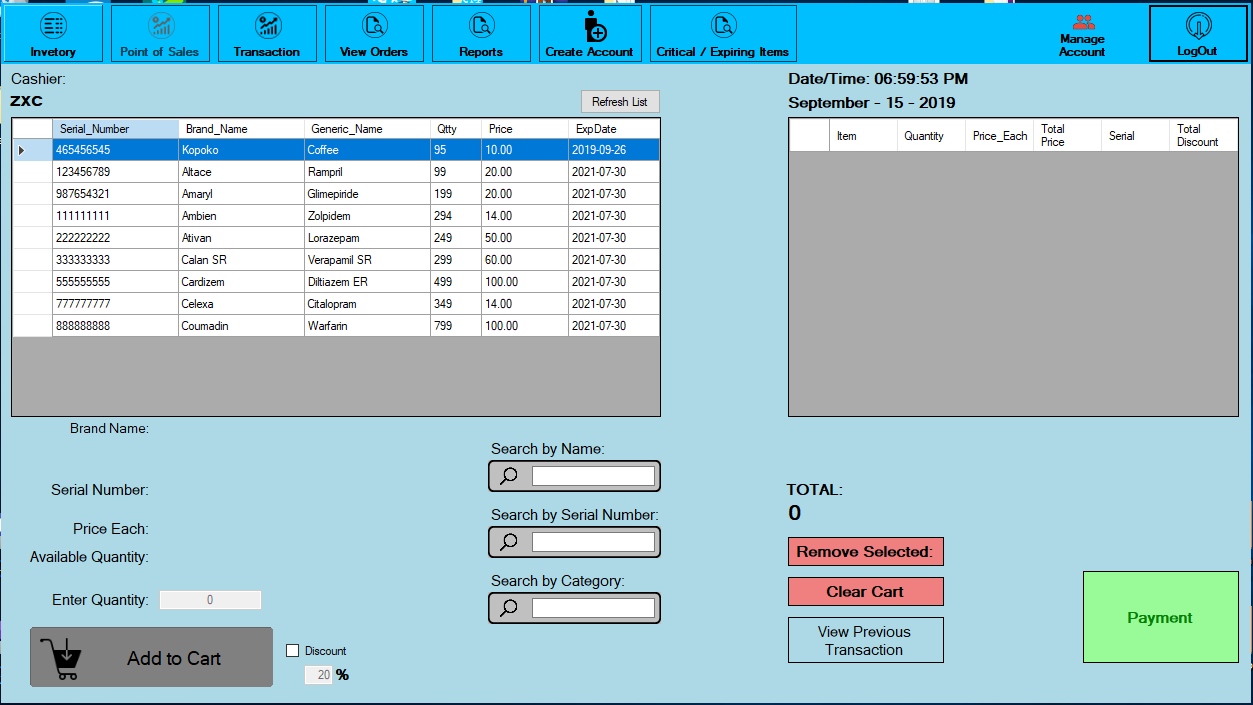 Invetory
Point of Sales
Transaction
View Orders
Reports
Create Account
Critical / Expiring Items
Manage
Account
LogOut
Cashier:
ZXC
Refresh List
Date/Time: 06:59:53 PM
September - 15 - 2019
Serial_Number Brand_Name Generic_Name Qtty Price ExpDate
465456545 Kopoko Coffee 95 10.00 2019-09-26
123456789 Altace Rampril 99 20.00 2021-07-30
987654321 Amaryl Glimepiride 199 20.00 2021-07-30
111111111 Ambien Zolpidem 294 14.00 2021-07-30
222222222 Ativan Lorazepam 249 50.00 2021-07-30
333333333 Calan SR Verapamil SR 299 60.00 2021-07-30
555555555 Cardizem Diltiazem ER 499 100.00 2021-07-30
777777777 Celexa Citalopram 349 14.00 2021-07-30
888888888 Coumadin Warfarin 799 100.00 2021-07-30
Item Quantity Price_Each Total Price Serial Total Discount
Brand Name:
Serial Number:
Price Each:
Available Quantity:
Enter Quantity: 0
Add to Cart
Discount
20 %
Search by Name:
Search by Serial Number:
Search by Category:
TOTAL:
0
Remove Selected:
Clear Cart
View Previous
Transaction
Payment